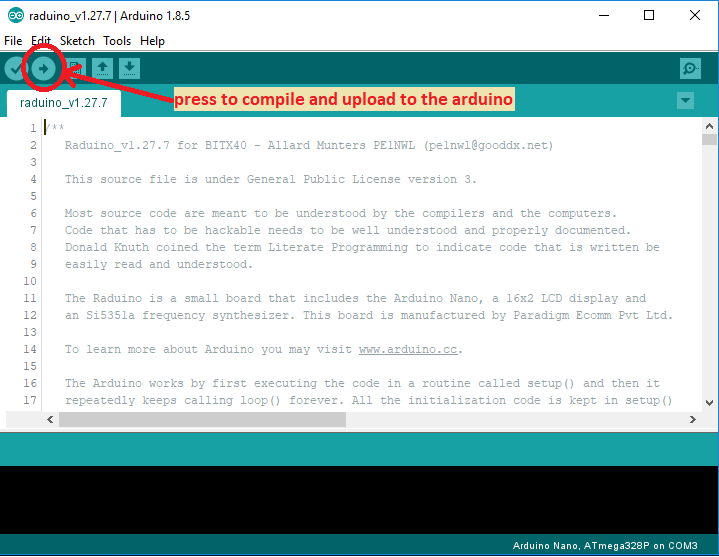 raduino_v1.27.7 | Arduino 1.8.5
File Edit Sketch Tools Help
press to compile and upload to the arduino
raduino_v1.27.7
1 /**
2 Raduino_v1.27.7 for BITX40 - Allard Munters PE1NWL (pe1nwl@gooddx.net)
3
4 This source file is under General Public License version 3.
5
6 Most source code are meant to be understood by the compilers and the computers.
7 Code that has to be hackable needs to be well understood and properly documented.
8 Donald Knuth coined the term Literate Programming to indicate code that is written be
9 easily read and understood.
10
11 The Raduino is a small board that includes the Arduino Nano, a 16x2 LCD display and
12 an Si5351a frequency synthesizer. This board is manufactured by Paradigm Ecomm Pvt Ltd.
13
14 To learn more about Arduino you may visit www.arduino.cc.
15
16 The Arduino works by first executing the code in a routine called setup() and then it
17 repeatedly keeps calling loop() forever. All the initialization code is kept in setup()
Arduino Nano, ATmega328P on COM3